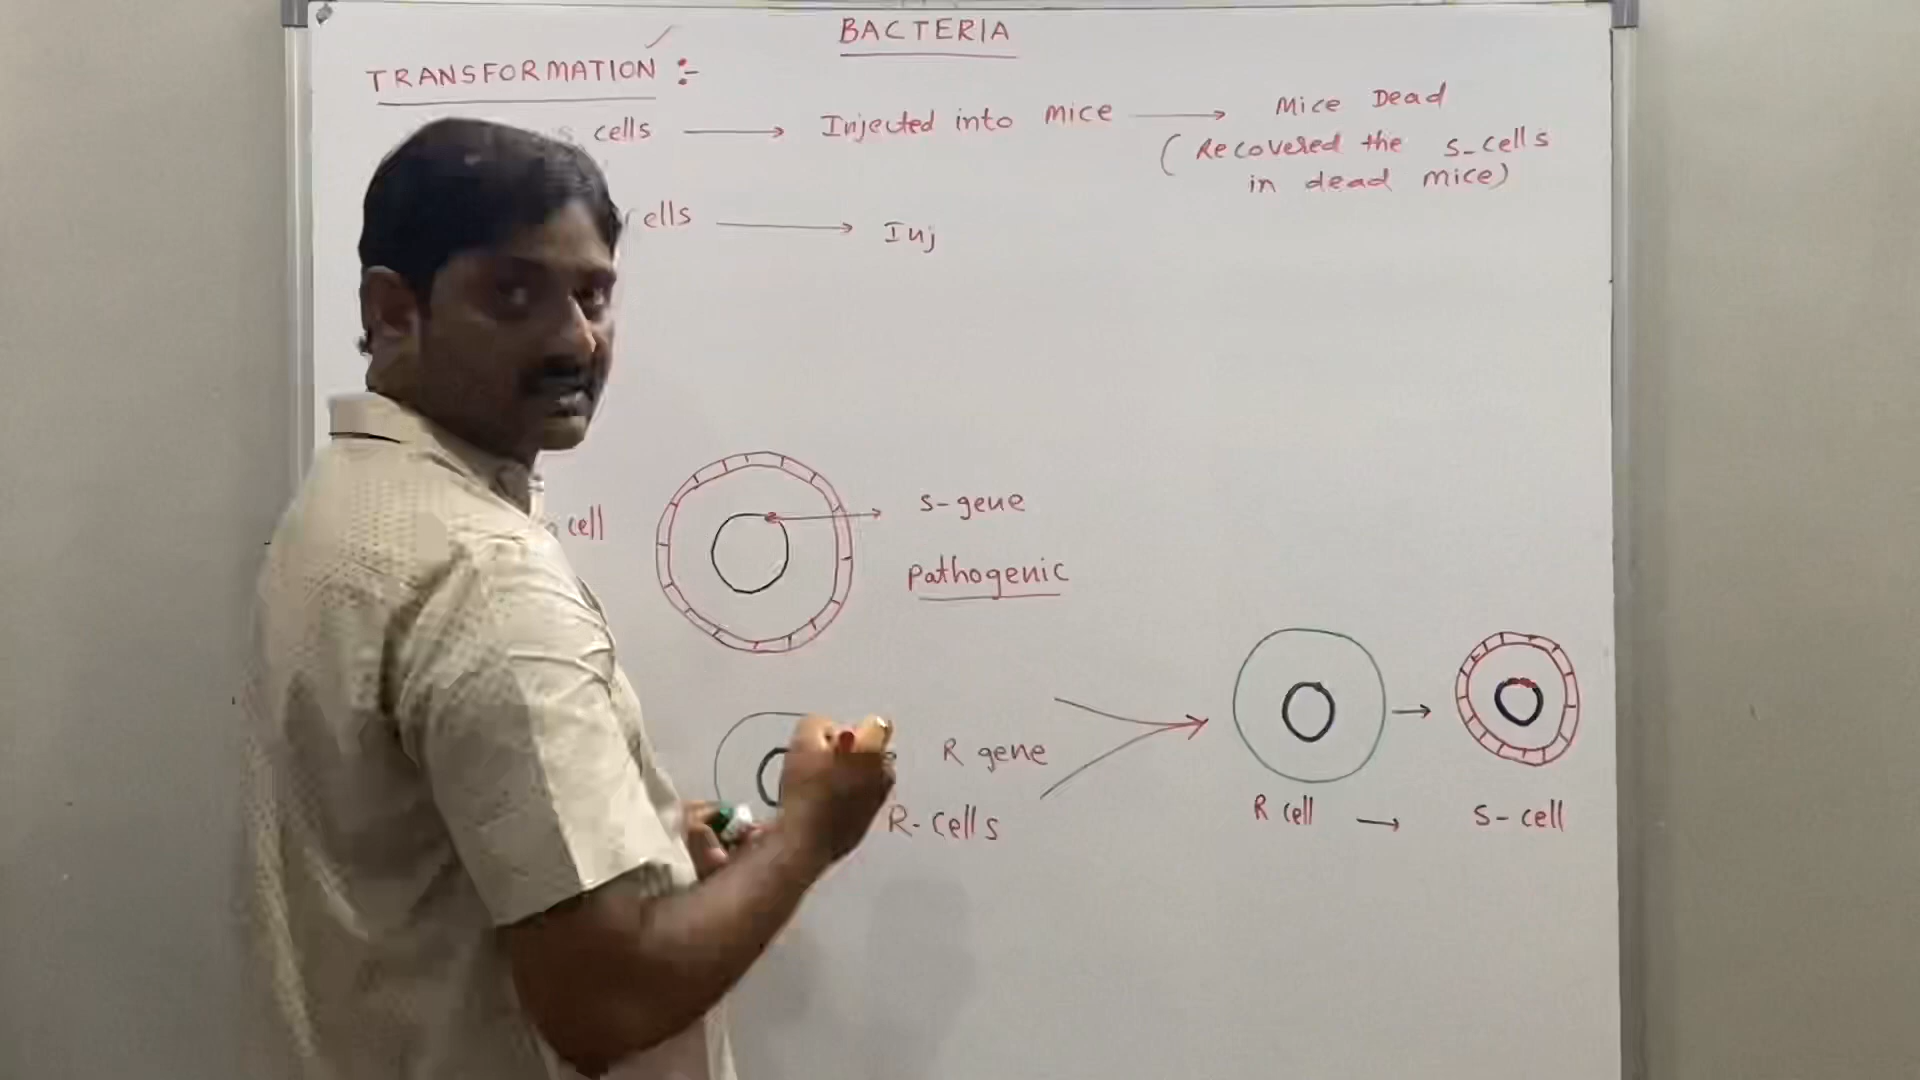 BACTERIA
TRANSFORMATION :-
cells → Injected into mice → Mice Dead
(Recovered the S-cells
in dead mice)
ells → Inj
cell
S-gene
Pathogenic
R gene
R-Cells
R cell → S-cell